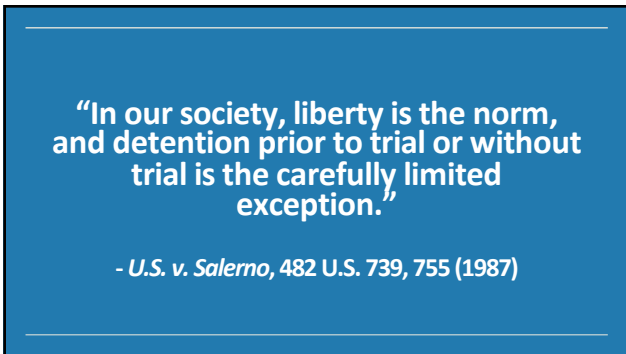 “In our society, liberty is the norm,
and detention prior to trial or without
trial is the carefully limited
exception.”
- U.S. v. Salerno, 482 U.S. 739, 755 (1987)